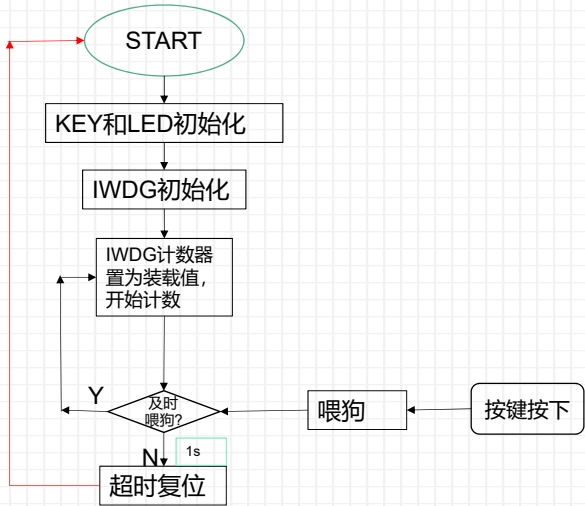 START
KEY和LED初始化
IWDG初始化
IWDG计数器
置为装载值,
开始计数
Y
及时
喂狗?
喂狗
按键按下
N
1s
超时复位